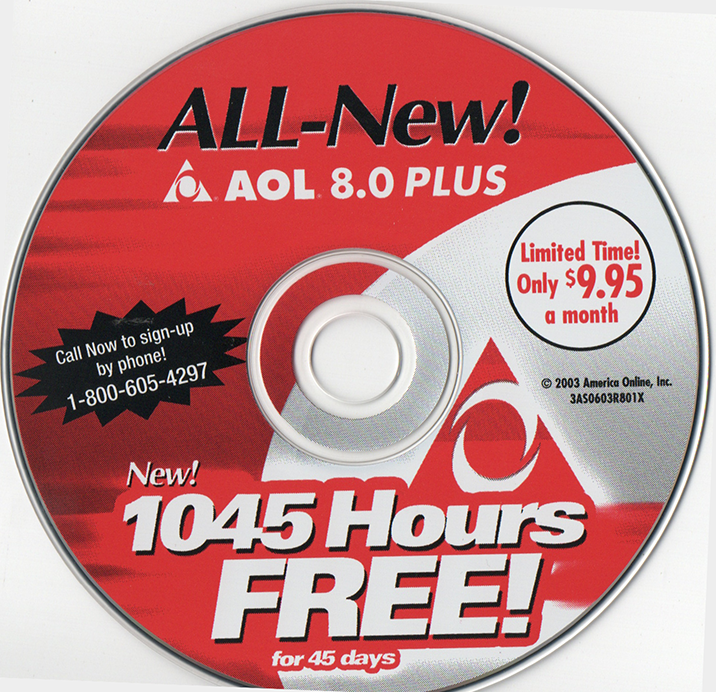 ALL-New!
AOL 8.0 PLUS
Limited Time!
Only $9.95
a month
Call Now to sign-up
by phone!
1-800-605-4297
© 2003 America Online, Inc.
3AS0603R801X
New!
1045 Hours
FREE!
for 45 days